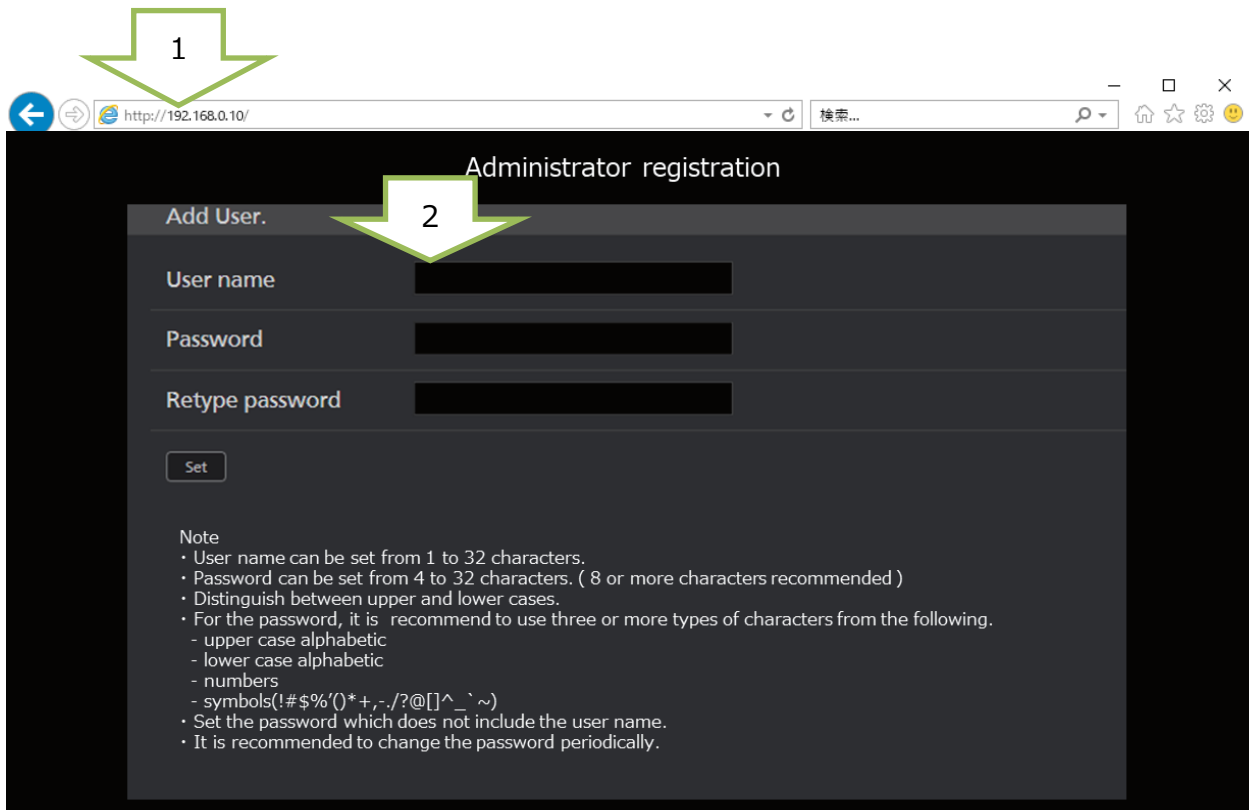 1
http://192.168.0.10/
検索...
Administrator registration
2
Add User.
User name
Password
Retype password
Set
Note
・User name can be set from 1 to 32 characters.
・Password can be set from 4 to 32 characters. ( 8 or more characters recommended )
・Distinguish between upper and lower cases.
・For the password, it is  recommend to use three or more types of characters from the following.
- upper case alphabetic
- lower case alphabetic
- numbers
- symbols(!#$%'()*+,-./?@[]^_`~)
・Set the password which does not include the user name.
・It is recommended to change the password periodically.